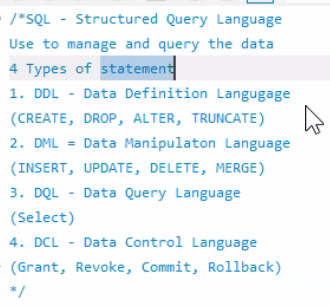 /*SQL - Structured Query Language
Use to manage and query the data
4 Types of statement
1. DDL - Data Definition Langugage
(CREATE, DROP, ALTER, TRUNCATE)
2. DML = Data Manipulaton Language
(INSERT, UPDATE, DELETE, MERGE)
3. DQL - Data Query Language
(Select)
4. DCL - Data Control Language
(Grant, Revoke, Commit, Rollback)
*/